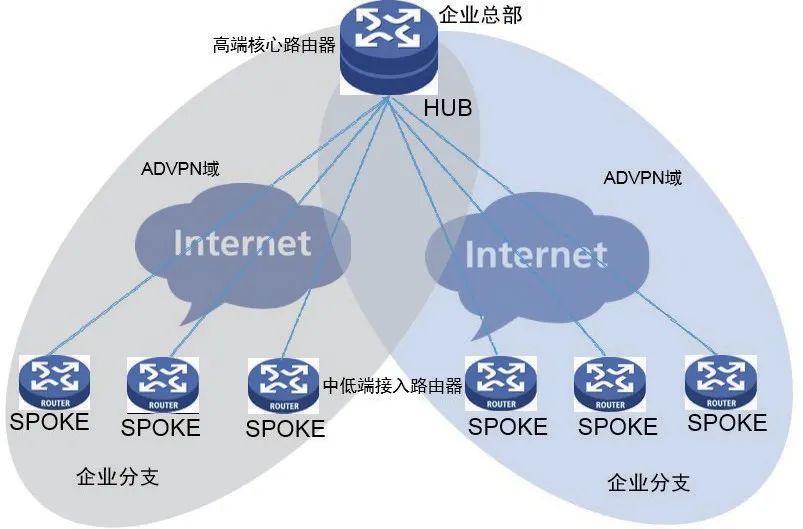 企业总部
高端核心路由器
HUB
ADVPN域
ADVPN域
Internet
Internet
ROUTER
ROUTER
ROUTER
中低端接入路由器
ROUTER
ROUTER
ROUTER
SPOKE
SPOKE
SPOKE
SPOKE
SPOKE
SPOKE
企业分支
企业分支